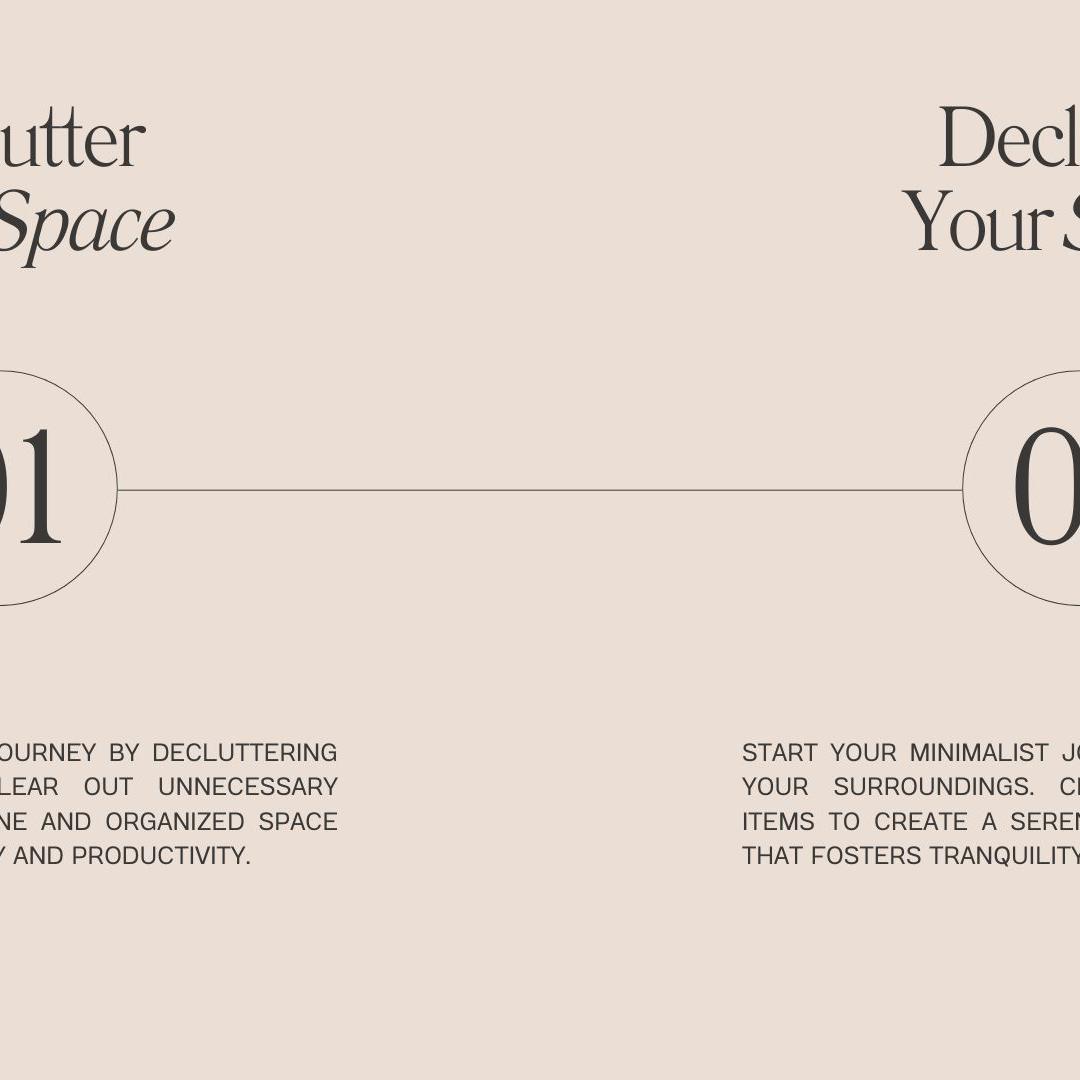 utter
Space
01
OURNEY BY DECLUTTERING
LEAR OUT UNNECESSARY
NE AND ORGANIZED SPACE
Y AND PRODUCTIVITY.
Decl
Your S
0
START YOUR MINIMALIST JO
YOUR SURROUNDINGS. CL
ITEMS TO CREATE A SEREN
THAT FOSTERS TRANQUILITY